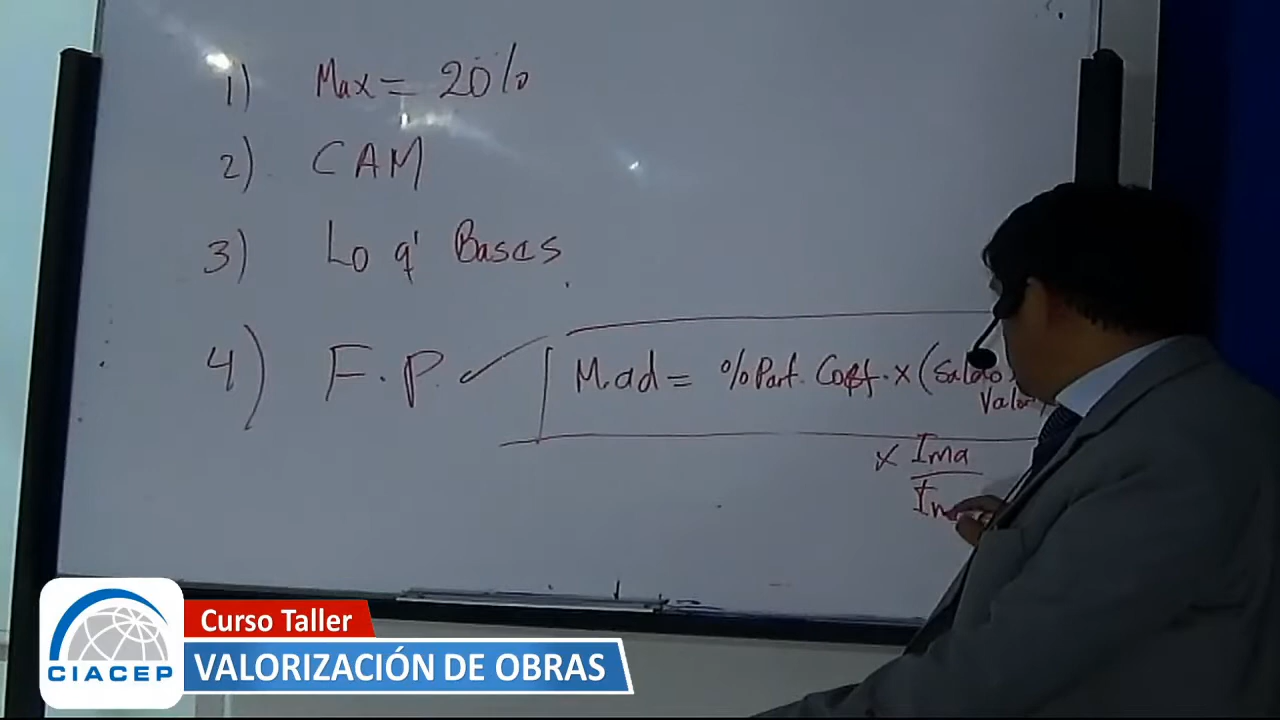 1) Max = 20%
2) CAM
3) Lo q' Bases
4) F.P. ✓ M.ad = % Part. Coef. x (Saldo
Valor
x Ima
Im
Curso Taller
CIACEP
VALORIZACIÓN DE OBRAS